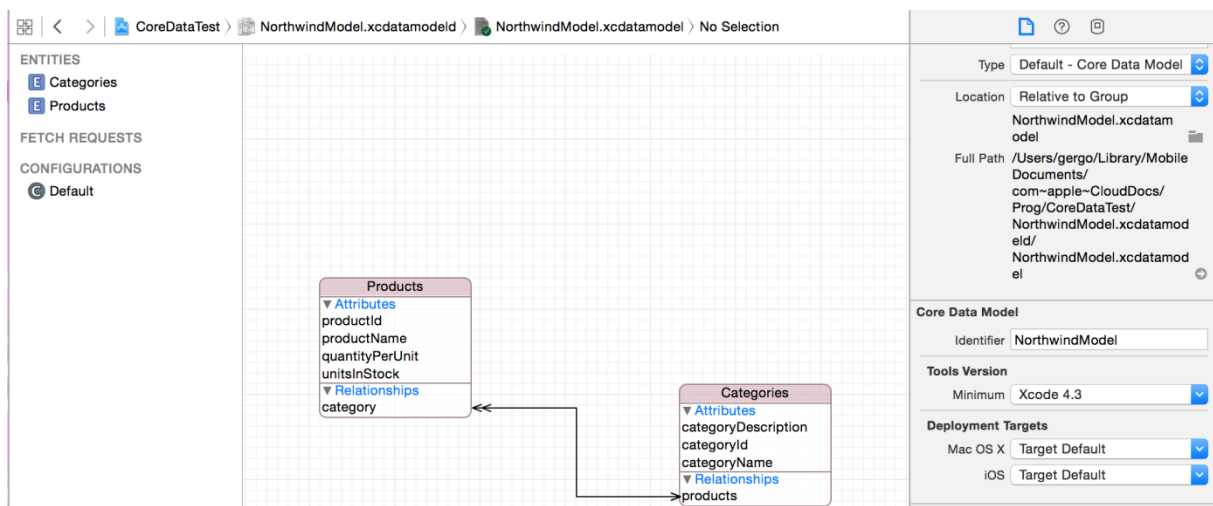 CoreDataTest
NorthwindModel.xcdatamodeld
NorthwindModel.xcdatamodel
No Selection
ENTITIES
E Categories
E Products
FETCH REQUESTS
CONFIGURATIONS
C Default
Products
Attributes
productId
productName
quantityPerUnit
unitsInStock
Relationships
category
Categories
Attributes
categoryDescription
categoryId
categoryName
Relationships
products
Type Default - Core Data Model
Location Relative to Group
NorthwindModel.xcdatam
odel
Full Path /Users/gergo/Library/Mobile
Documents/
com~apple~CloudDocs/
Prog/CoreDataTest/
NorthwindModel.xcdatamod
eld/
NorthwindModel.xcdatamod
el
Core Data Model
Identifier NorthwindModel
Tools Version
Minimum Xcode 4.3
Deployment Targets
Mac OS X Target Default
iOS Target Default